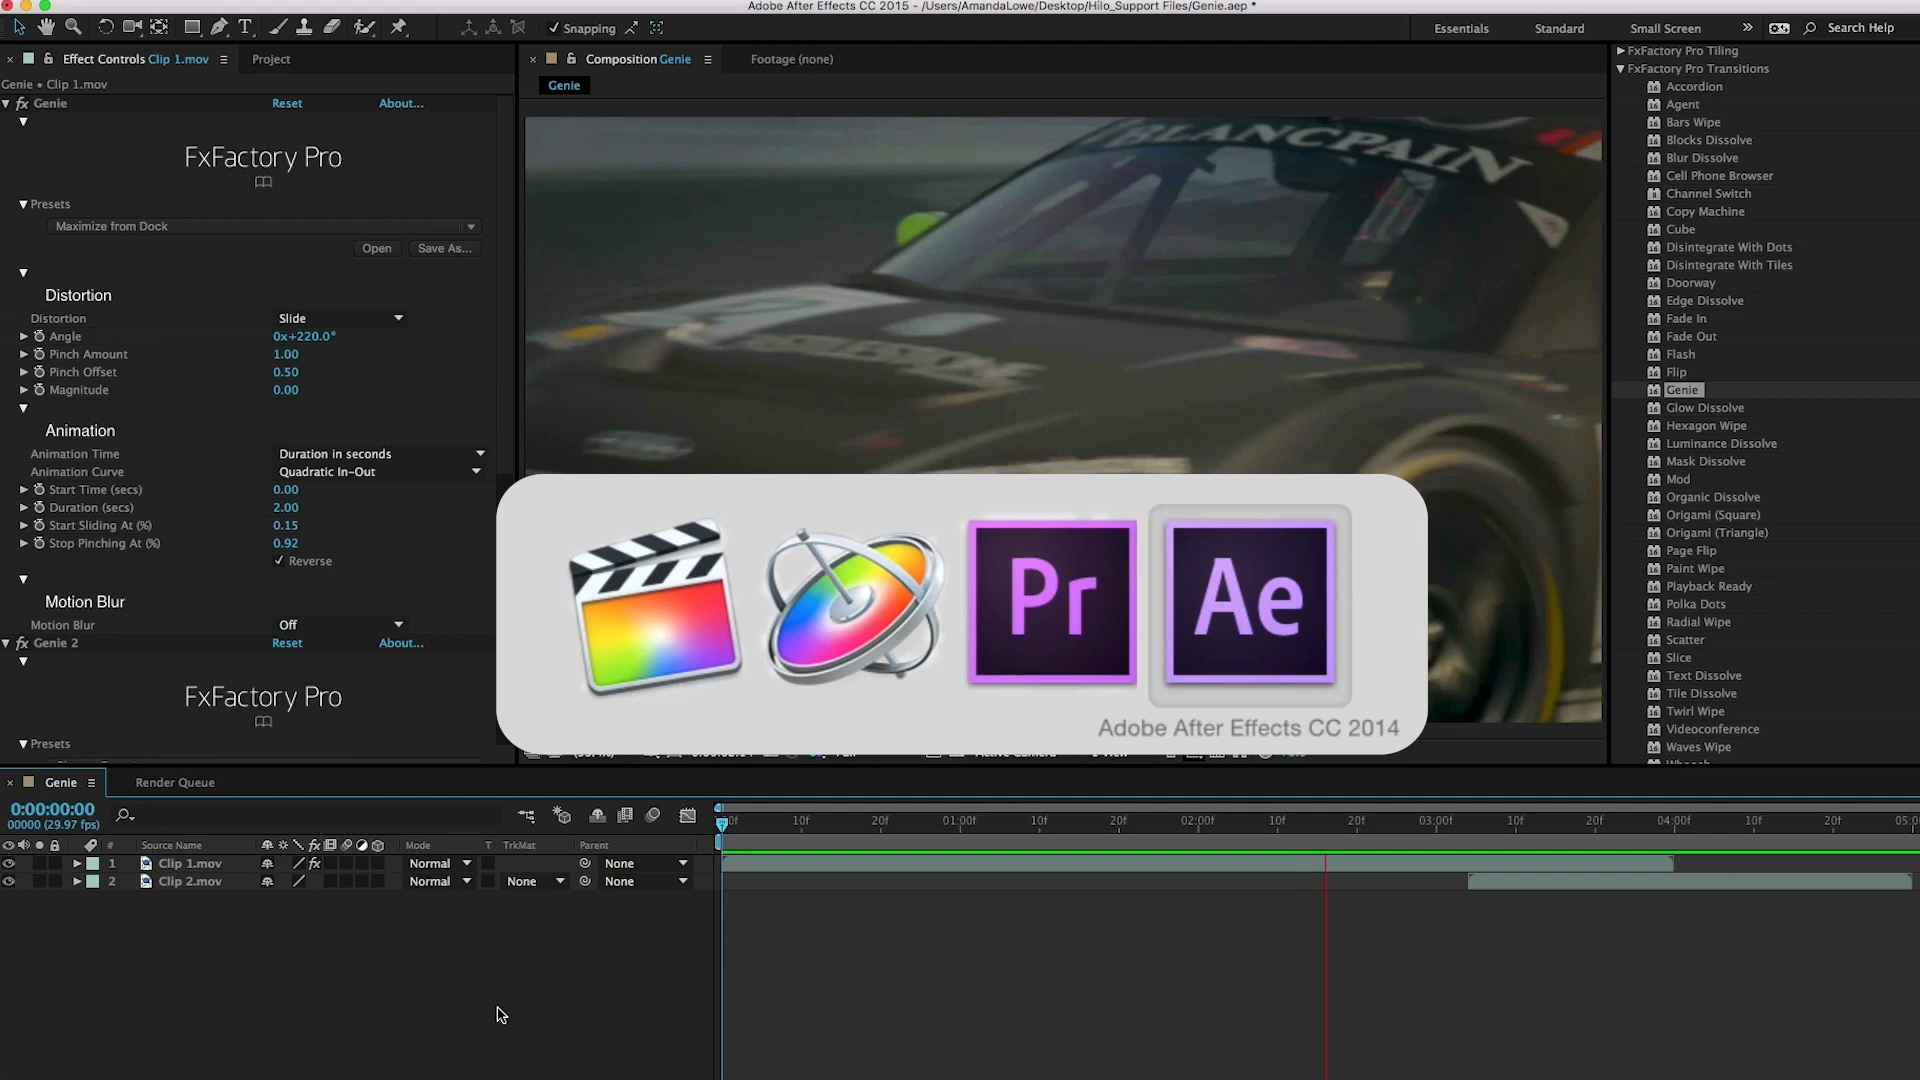 Adobe After Effects CC 2015 - /Users/AmandaLowe/Desktop/Hilo_Support Files/Genie.aep *
Snapping
Essentials
Standard
Small Screen
Search Help
Effect Controls Clip 1.mov
Project
Composition Genie
Footage (none)
Genie • Clip 1.mov
Genie
fx Genie
Reset
About...
FxFactory Pro
Presets
Maximize from Dock
Open
Save As...
Distortion
Distortion
Slide
Angle
0x+220.0°
Pinch Amount
1.00
Pinch Offset
0.50
Magnitude
0.00
Animation
Animation Time
Duration in seconds
Animation Curve
Quadratic In-Out
Start Time (secs)
0.00
Duration (secs)
2.00
Start Sliding At (%)
0.15
Stop Pinching At (%)
0.92
Reverse
Motion Blur
Motion Blur
Off
fx Genie 2
Reset
About...
FxFactory Pro
Presets
BLANCPAIN
Pr
Ae
Adobe After Effects CC 2014
FxFactory Pro Tiling
FxFactory Pro Transitions
Accordion
Agent
Bars Wipe
Blocks Dissolve
Blur Dissolve
Cell Phone Browser
Channel Switch
Copy Machine
Cube
Disintegrate With Dots
Disintegrate With Tiles
Doorway
Edge Dissolve
Fade In
Fade Out
Flash
Flip
Genie
Glow Dissolve
Hexagon Wipe
Luminance Dissolve
Mask Dissolve
Mod
Organic Dissolve
Origami (Square)
Origami (Triangle)
Page Flip
Paint Wipe
Playback Ready
Polka Dots
Radial Wipe
Scatter
Slice
Text Dissolve
Tile Dissolve
Twirl Wipe
Videoconference
Waves Wipe
Genie
Render Queue
0:00:00:00
00000 (29.97 fps)
0f 10f 20f 01:00f 10f 20f 02:00f 10f 20f 03:00f 10f 20f 04:00f 10f 20f 05:0
# Source Name fx Mode T TrkMat Parent
1 Clip 1.mov fx Normal None
2 Clip 2.mov Normal None None